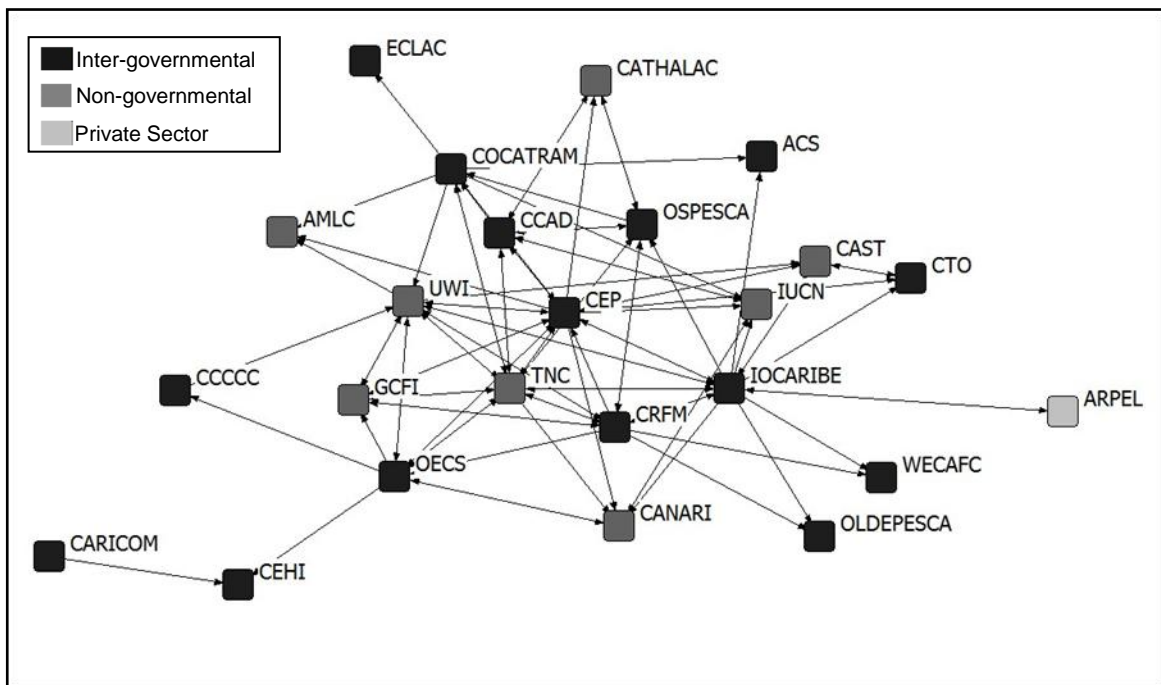 Inter-governmental
Non-governmental
Private Sector
ECLAC
CATHALAC
COCATRAM
ACS
AMLC
CCAD
OSPESCA
CAST
CTO
UWI
CEP
IUCN
CCCCC
GCFI
TNC
IOCARIBE
CRFM
ARPEL
OECS
WECAFC
CANARI
OLDEPESCA
CARICOM
CEHI